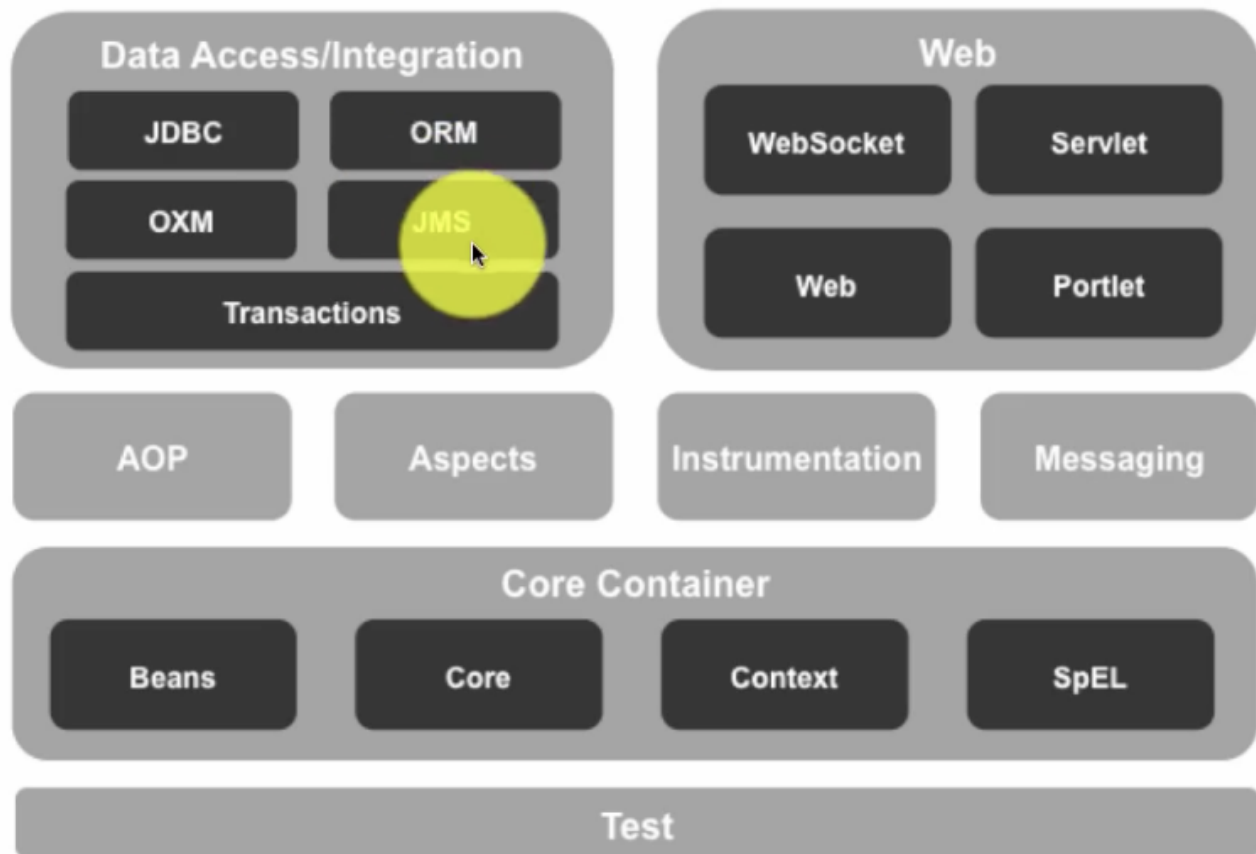 Data Access/Integration
JDBC
ORM
OXM
JMS
Transactions
Web
WebSocket
Servlet
Web
Portlet
AOP
Aspects
Instrumentation
Messaging
Core Container
Beans
Core
Context
SpEL
Test